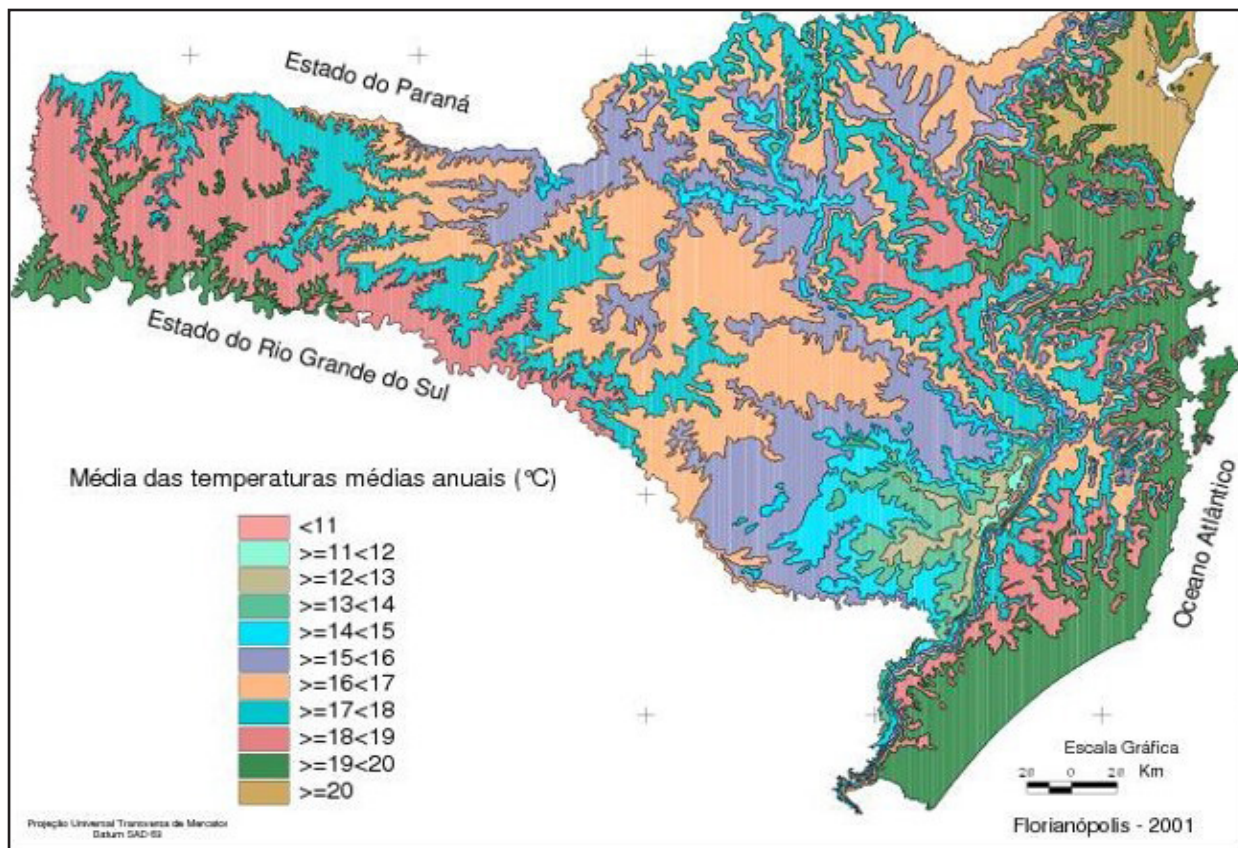 Estado do Paraná
Estado do Rio Grande do Sul
Oceano Atlântico
Média das temperaturas médias anuais (°C)
<11
>=11<12
>=12<13
>=13<14
>=14<15
>=15<16
>=16<17
>=17<18
>=18<19
>=19<20
>=20
Escala Gráfica
20 0 20 Km
Florianópolis - 2001
Projeção Universal Transversa de Mercator
Datum SAD-69